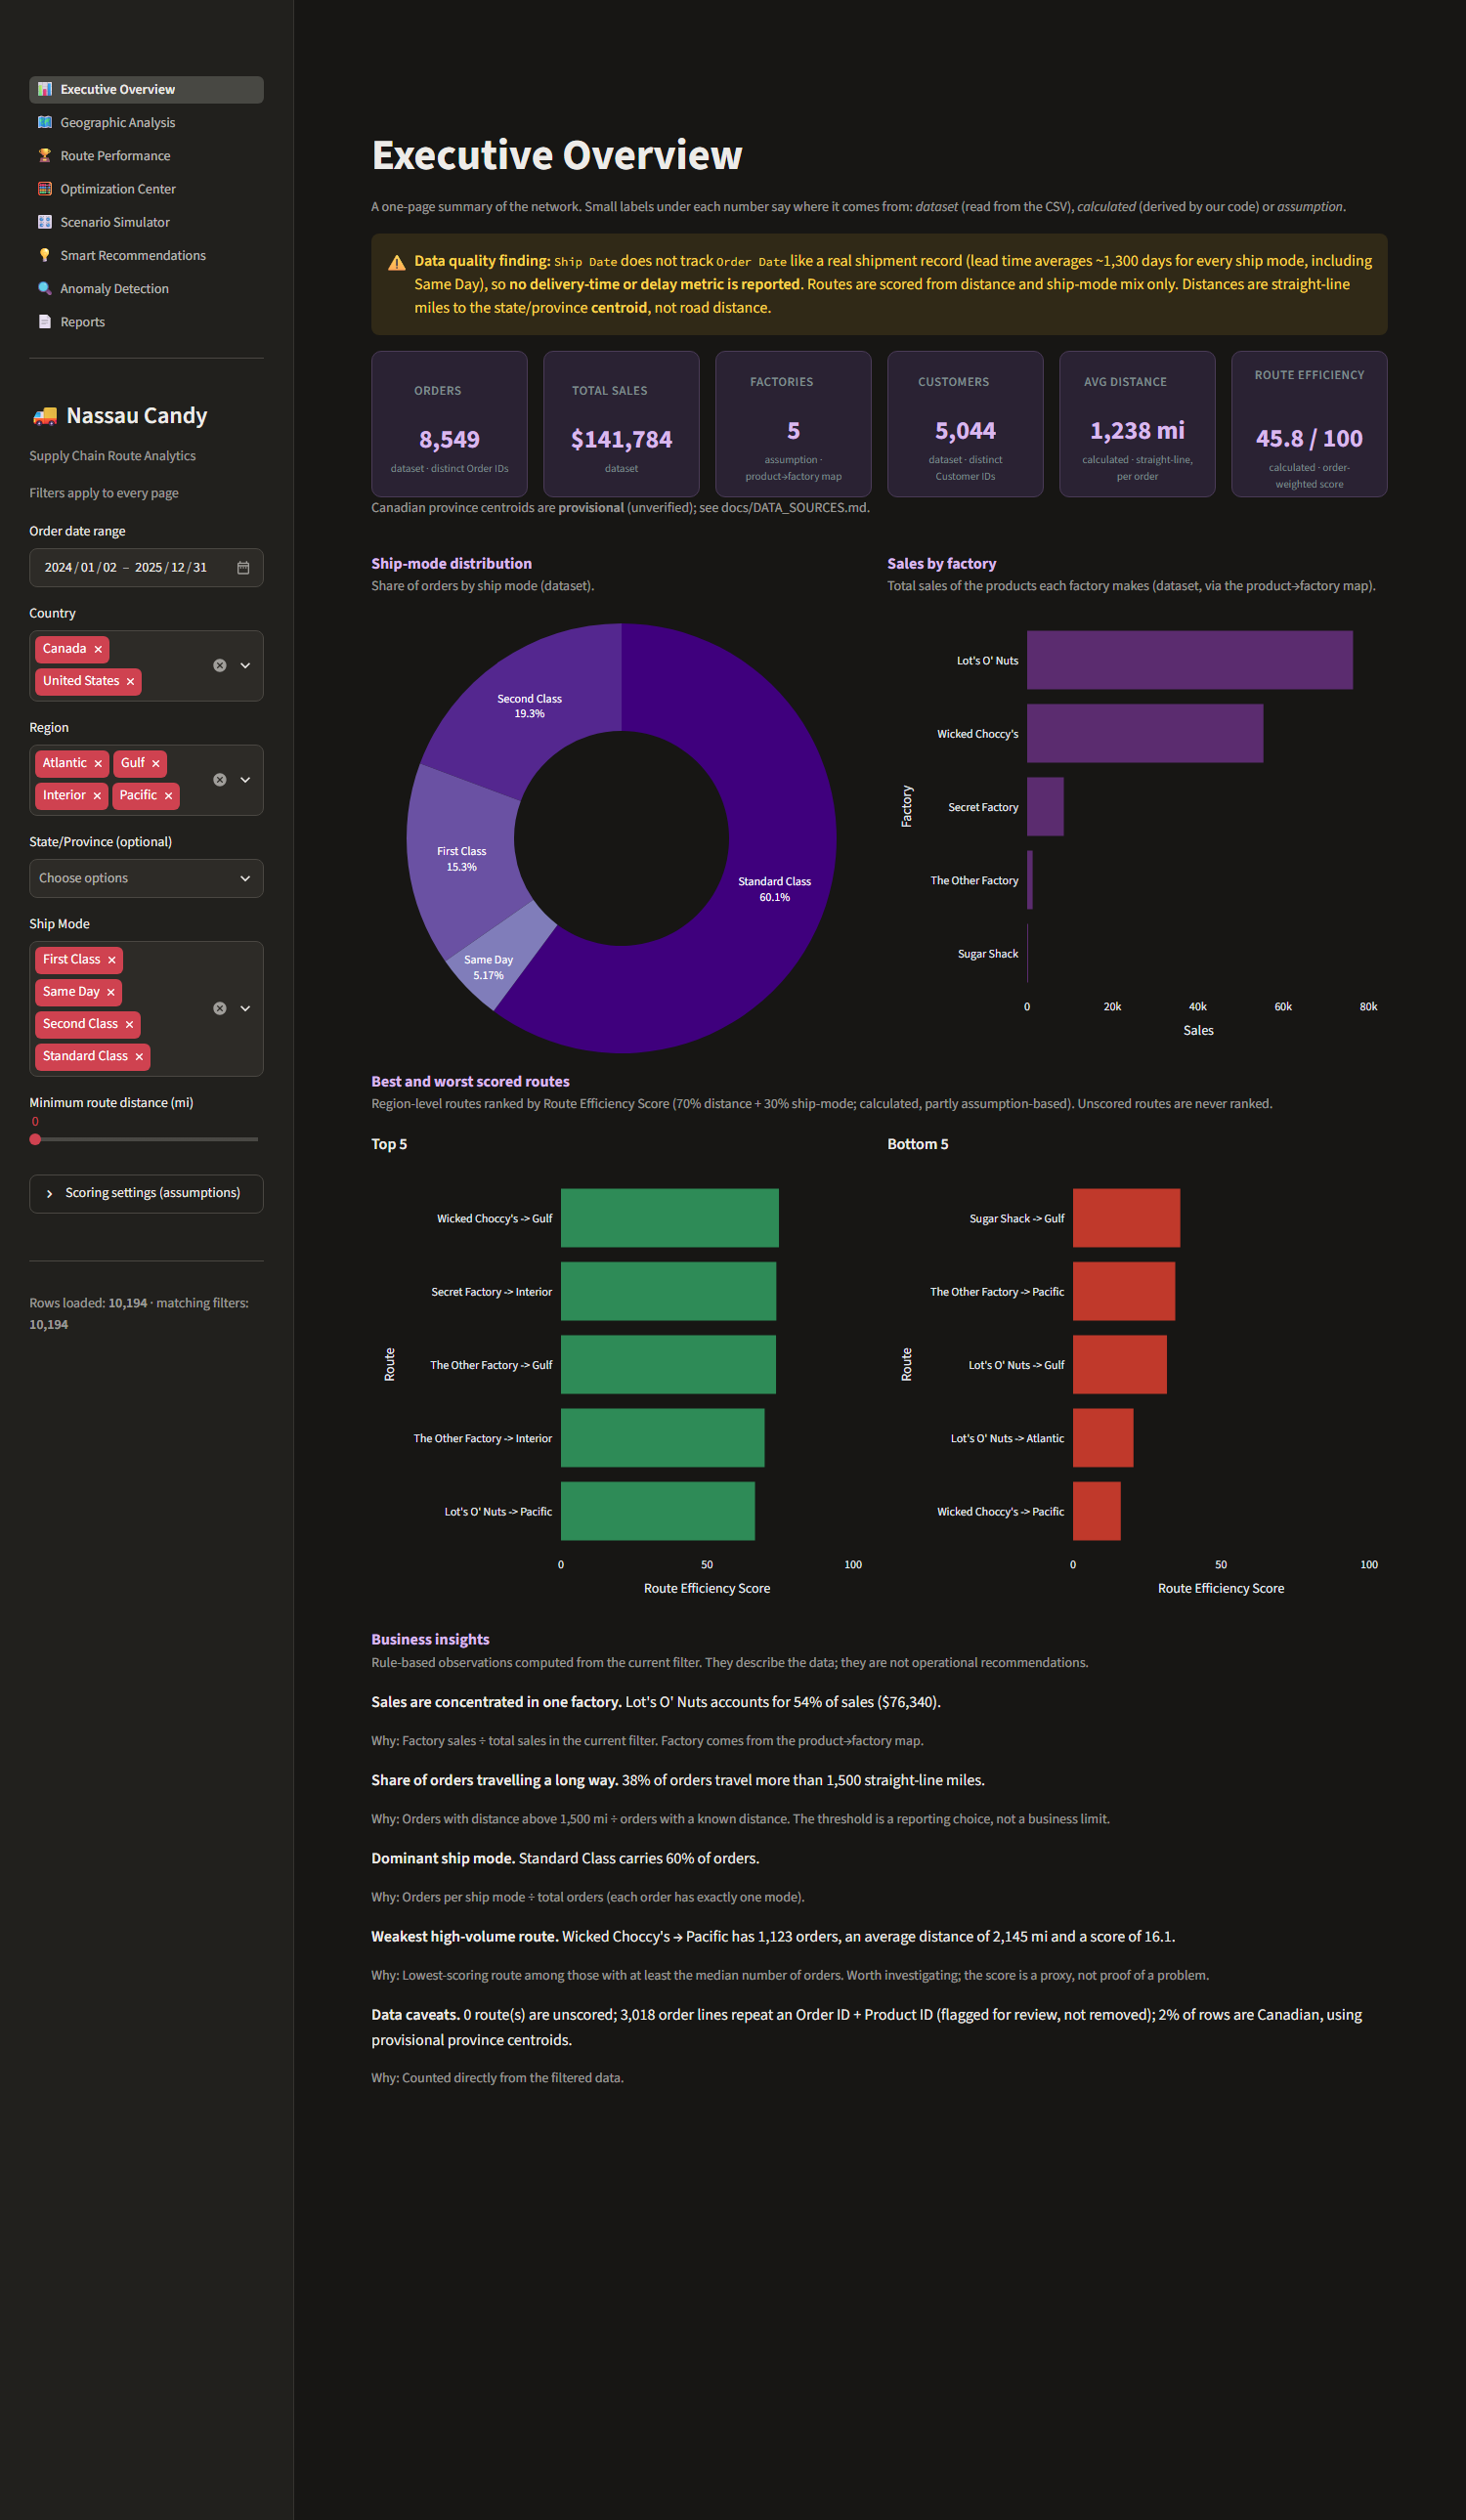 Executive Overview
Geographic Analysis
Route Performance
Optimization Center
Scenario Simulator
Smart Recommendations
Anomaly Detection
Reports
Nassau Candy
Supply Chain Route Analytics
Filters apply to every page
Order date range
2024 / 01 / 02 – 2025 / 12 / 31
Country
Canada ×
United States ×
Region
Atlantic × Gulf ×
Interior × Pacific ×
State/Province (optional)
Choose options
Ship Mode
First Class ×
Same Day ×
Second Class ×
Standard Class ×
Minimum route distance (mi)
0
Scoring settings (assumptions)
Rows loaded: 10,194 · matching filters:
10,194
Executive Overview
A one-page summary of the network. Small labels under each number say where it comes from: dataset (read from the CSV), calculated (derived by our code) or assumption.
Data quality finding: Ship Date does not track Order Date like a real shipment record (lead time averages ~1,300 days for every ship mode, including
Same Day), so no delivery-time or delay metric is reported. Routes are scored from distance and ship-mode mix only. Distances are straight-line
miles to the state/province centroid, not road distance.
ORDERS
8,549
dataset · distinct Order IDs
TOTAL SALES
$141,784
dataset
FACTORIES
5
assumption ·
product→factory map
CUSTOMERS
5,044
dataset · distinct
Customer IDs
AVG DISTANCE
1,238 mi
calculated · straight-line,
per order
ROUTE EFFICIENCY
45.8 / 100
calculated · order-
weighted score
Canadian province centroids are provisional (unverified); see docs/DATA_SOURCES.md.
Ship-mode distribution
Share of orders by ship mode (dataset).
Second Class
19.3%
First Class
15.3%
Standard Class
60.1%
Same Day
5.17%
Sales by factory
Total sales of the products each factory makes (dataset, via the product→factory map).
Lot's O' Nuts
Wicked Choccy's
Secret Factory
The Other Factory
Sugar Shack
Factory
0 20k 40k 60k 80k
Sales
Best and worst scored routes
Region-level routes ranked by Route Efficiency Score (70% distance + 30% ship-mode; calculated, partly assumption-based). Unscored routes are never ranked.
Top 5
Wicked Choccy's -> Gulf
Secret Factory -> Interior
The Other Factory -> Gulf
The Other Factory -> Interior
Lot's O' Nuts -> Pacific
Route
0 50 100
Route Efficiency Score
Bottom 5
Sugar Shack -> Gulf
The Other Factory -> Pacific
Lot's O' Nuts -> Gulf
Lot's O' Nuts -> Atlantic
Wicked Choccy's -> Pacific
Route
0 50 100
Route Efficiency Score
Business insights
Rule-based observations computed from the current filter. They describe the data; they are not operational recommendations.
Sales are concentrated in one factory. Lot's O' Nuts accounts for 54% of sales ($76,340).
Why: Factory sales ÷ total sales in the current filter. Factory comes from the product→factory map.
Share of orders travelling a long way. 38% of orders travel more than 1,500 straight-line miles.
Why: Orders with distance above 1,500 mi ÷ orders with a known distance. The threshold is a reporting choice, not a business limit.
Dominant ship mode. Standard Class carries 60% of orders.
Why: Orders per ship mode ÷ total orders (each order has exactly one mode).
Weakest high-volume route. Wicked Choccy's → Pacific has 1,123 orders, an average distance of 2,145 mi and a score of 16.1.
Why: Lowest-scoring route among those with at least the median number of orders. Worth investigating; the score is a proxy, not proof of a problem.
Data caveats. 0 route(s) are unscored; 3,018 order lines repeat an Order ID + Product ID (flagged for review, not removed); 2% of rows are Canadian, using
provisional province centroids.
Why: Counted directly from the filtered data.